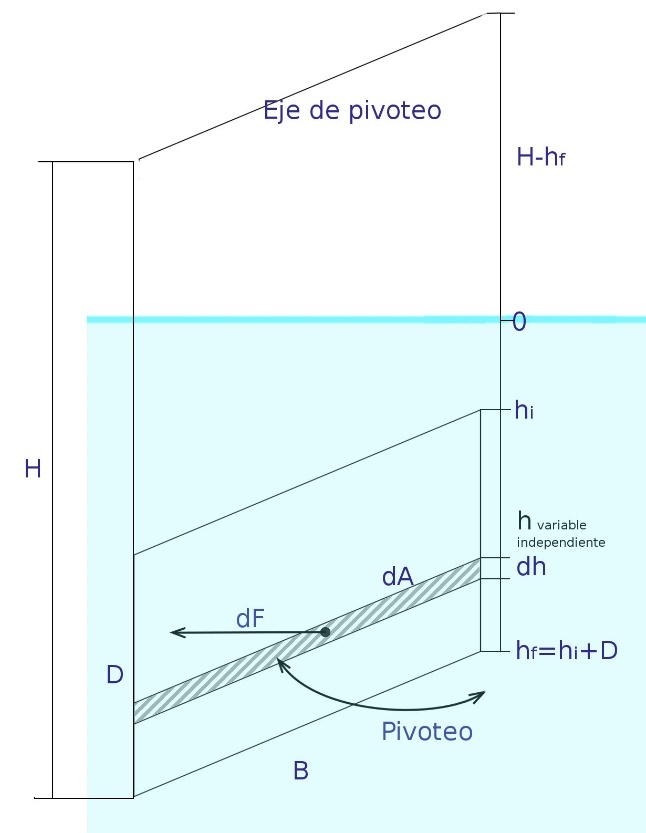 Eje de pivoteo
H-hf
0
hi
H
h variable
independiente
dh
dA
dF
hf=hi+D
D
Pivoteo
B